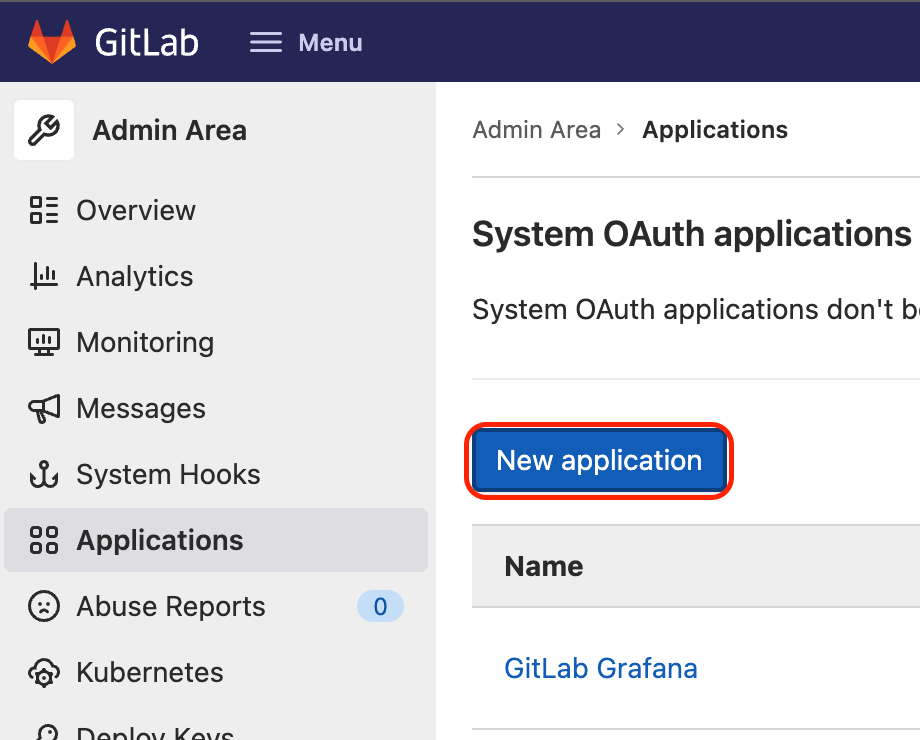 GitLab
Menu
Admin Area
Overview
Analytics
Monitoring
Messages
System Hooks
Applications
Abuse Reports 0
Kubernetes
Deploy Keys
Admin Area > Applications
System OAuth applications
System OAuth applications don't
New application
Name
GitLab Grafana